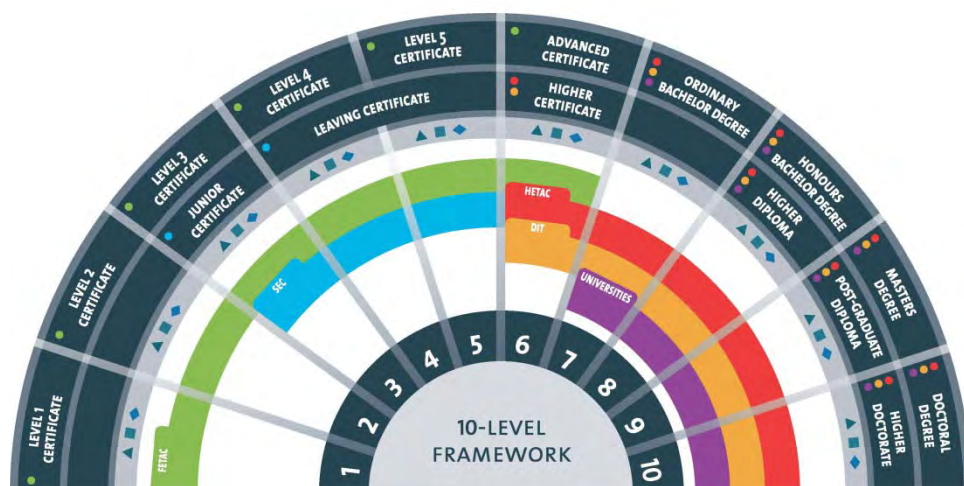 LEVEL 1
CERTIFICATE
LEVEL 2
CERTIFICATE
LEVEL 3
CERTIFICATE
JUNIOR
CERTIFICATE
LEVEL 4
CERTIFICATE
LEVEL 5
CERTIFICATE
LEAVING CERTIFICATE
ADVANCED
CERTIFICATE
HIGHER
CERTIFICATE
ORDINARY
BACHELOR DEGREE
HONOURS
BACHELOR DEGREE
HIGHER
DIPLOMA
MASTERS
DEGREE
POST-GRADUATE
DIPLOMA
DOCTORAL
DEGREE
HIGHER
DOCTORATE
FETAC
SEC
HETAC
DIT
UNIVERSITIES
1
2
3
4
5
6
7
8
9
10
10-LEVEL
FRAMEWORK